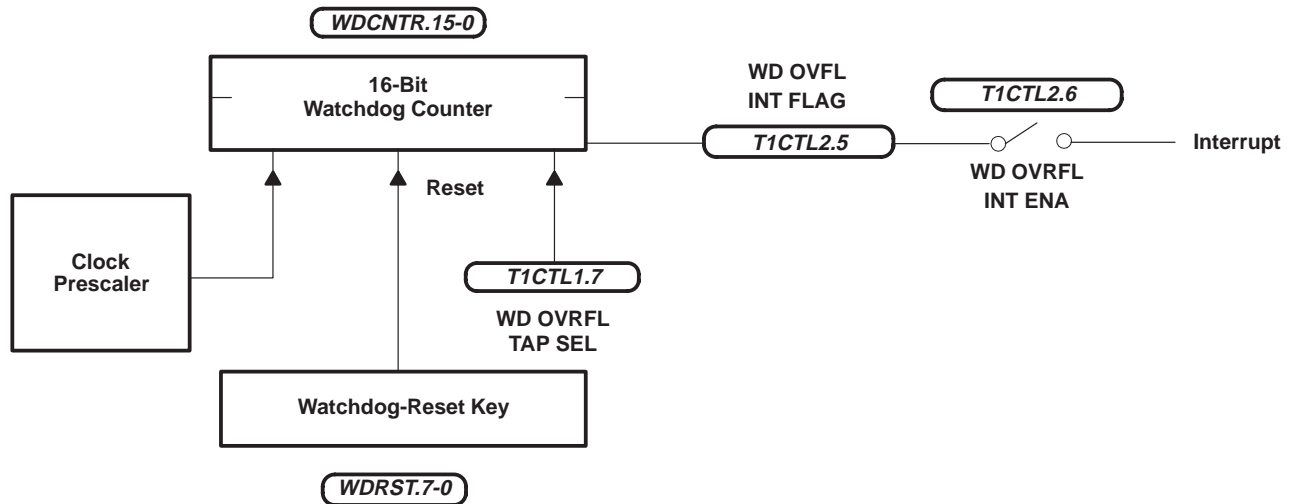 WDCNTR.15-0
16-Bit
Watchdog Counter
WD OVFL
INT FLAG
T1CTL2.5
T1CTL2.6
WD OVRFL
INT ENA
Interrupt
Reset
Clock
Prescaler
T1CTL1.7
WD OVRFL
TAP SEL
Watchdog-Reset Key
WDRST.7-0